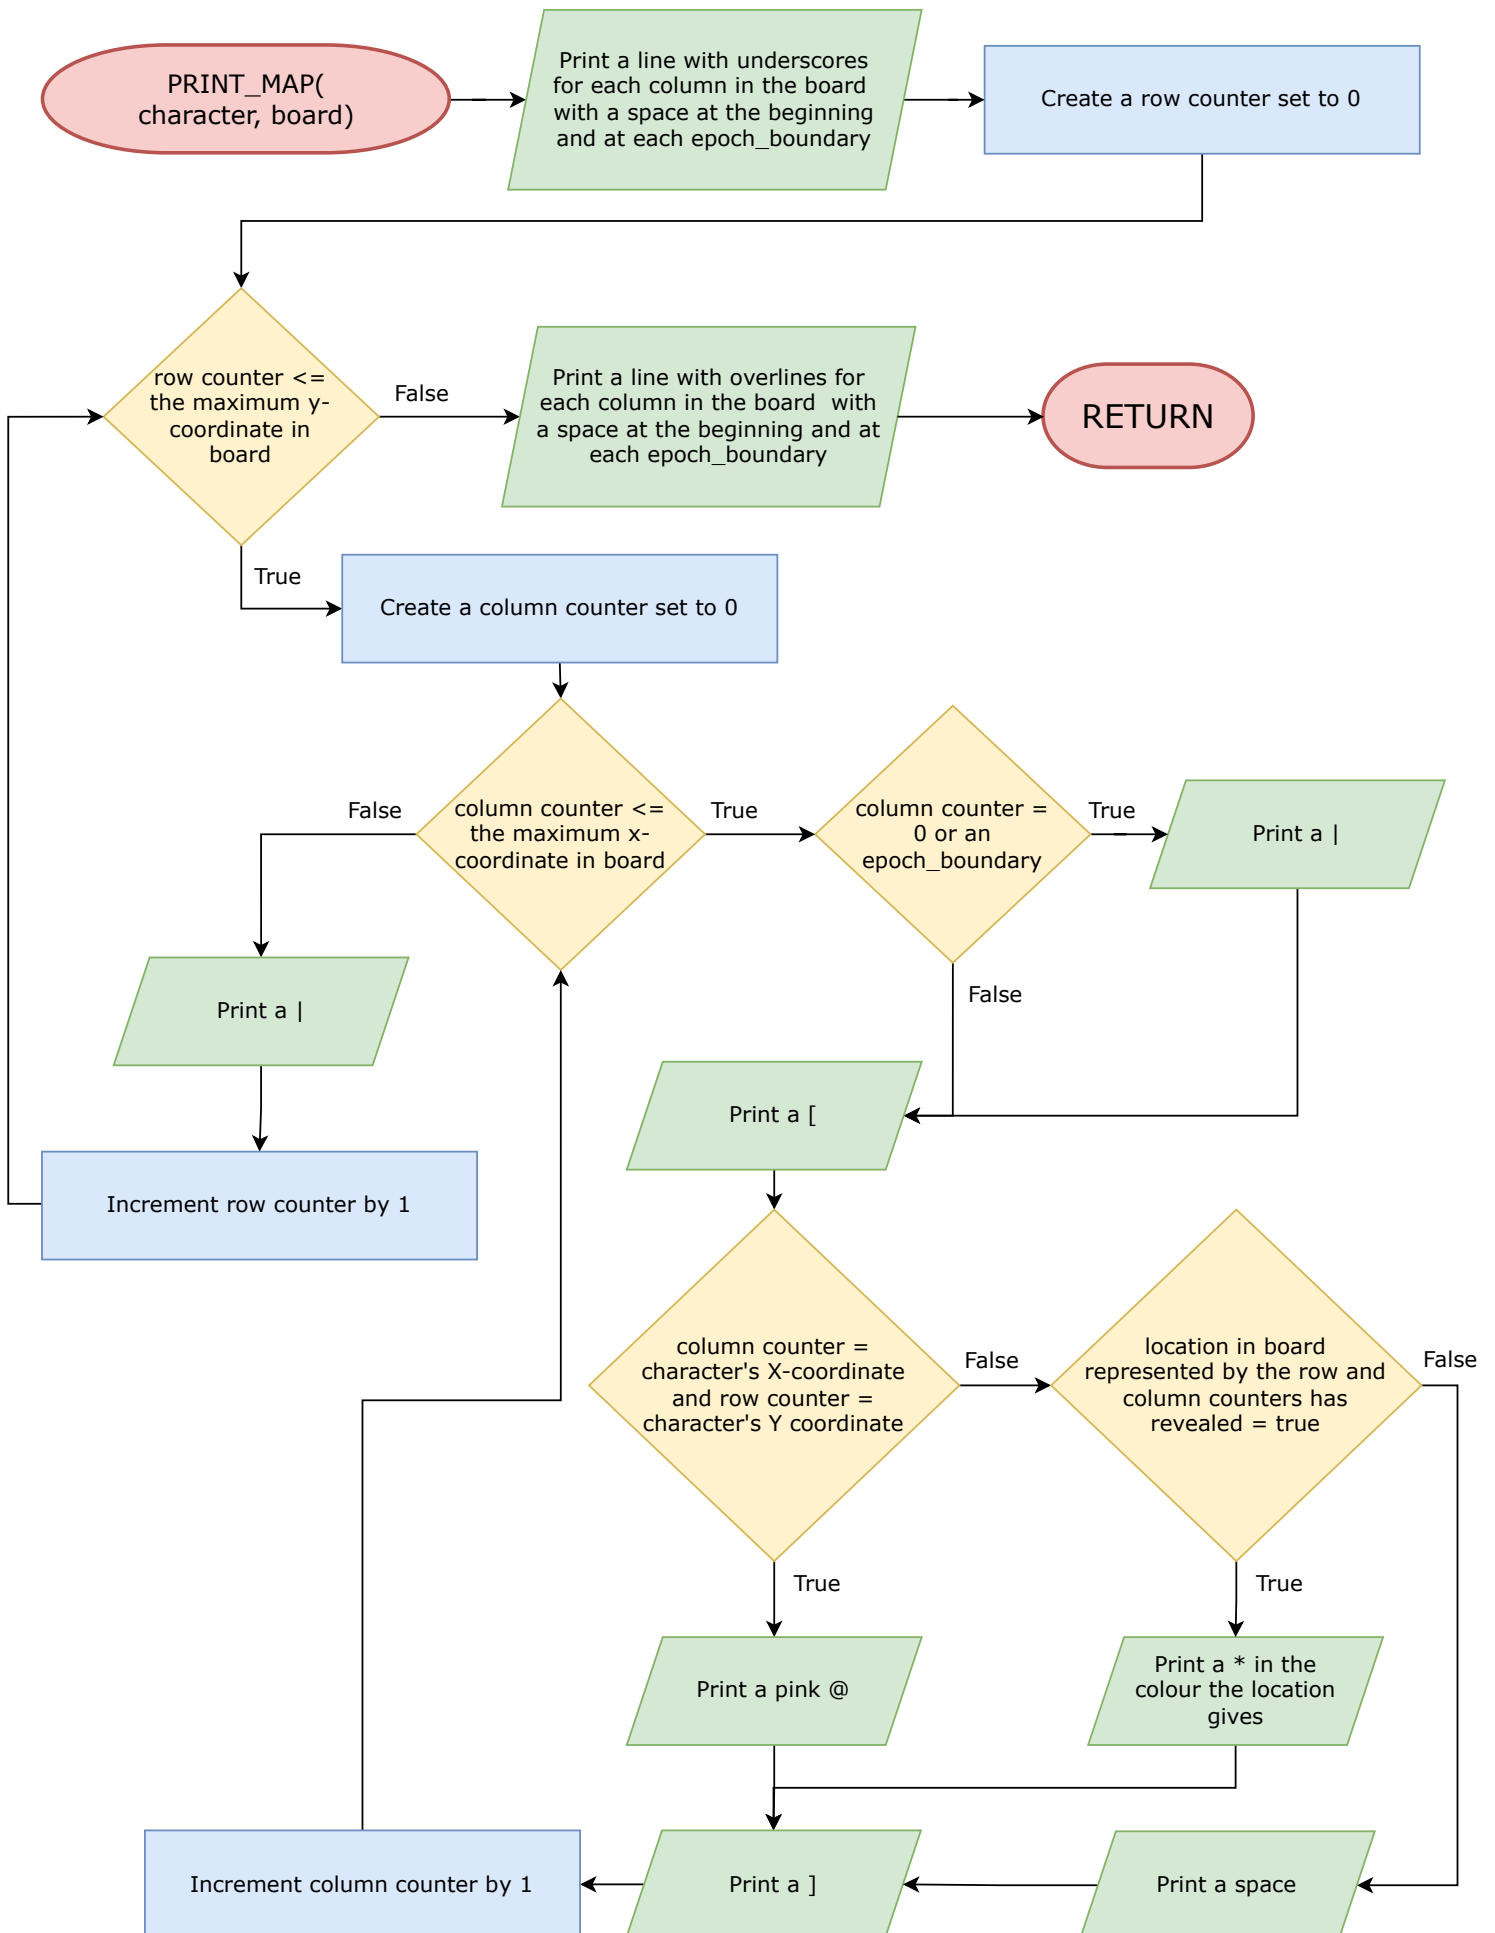 PRINT_MAP(
character, board)
Print a line with underscores
for each column in the board
with a space at the beginning
and at each epoch_boundary
Create a row counter set to 0
row counter <=
the maximum y-
coordinate in
board
False
Print a line with overlines for
each column in the board  with
a space at the beginning and at
each epoch_boundary
RETURN
True
Create a column counter set to 0
False
column counter <=
the maximum x-
coordinate in board
True
column counter =
0 or an
epoch_boundary
True
Print a |
False
Print a |
Print a [
Increment row counter by 1
column counter =
character's X-coordinate
and row counter =
character's Y coordinate
False
location in board
represented by the row and
column counters has
revealed = true
False
True
True
Print a pink @
Print a * in the
colour the location
gives
Increment column counter by 1
Print a ]
Print a space